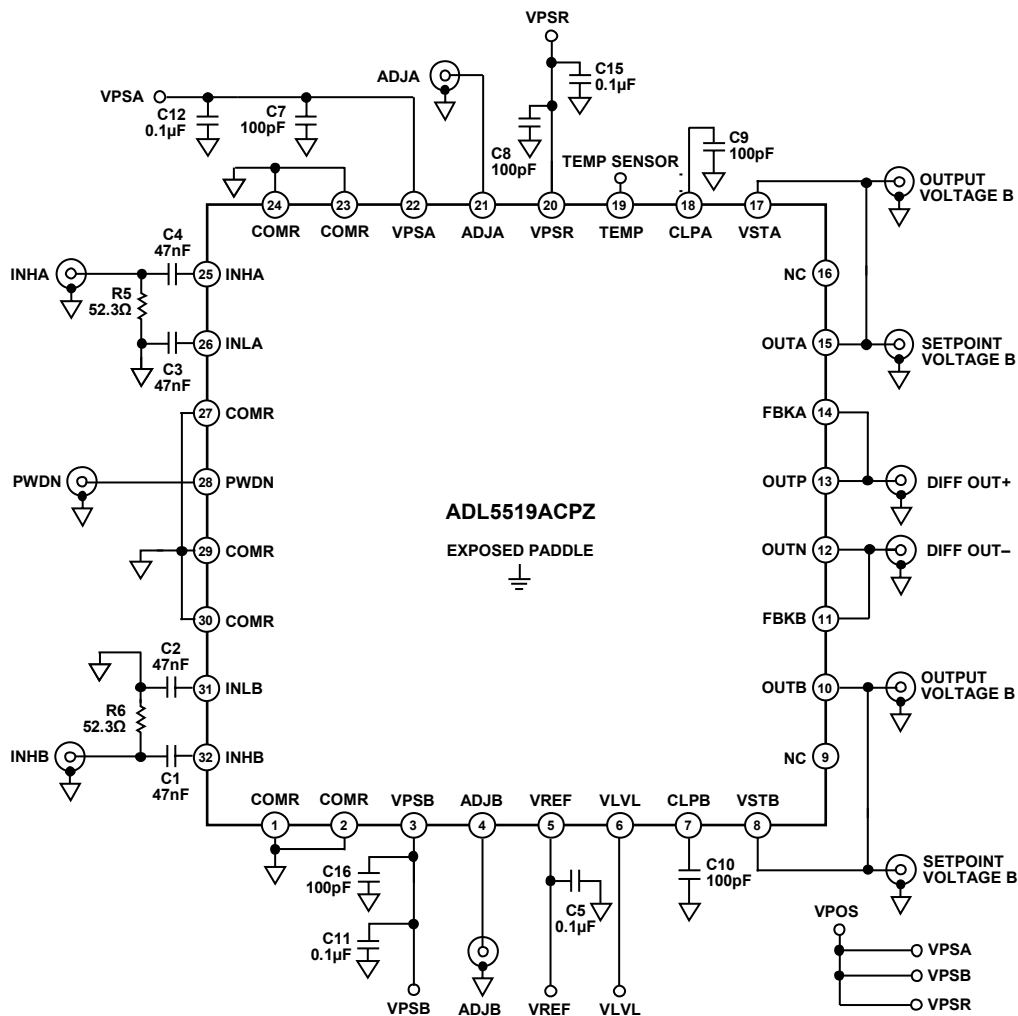 VPSR
C15
0.1µF
ADJA
VPSA
C12
0.1µF
C7
100pF
C8
100pF
TEMP SENSOR
C9
100pF
OUTPUT
VOLTAGE B
24
23
22
21
20
19
18
17
COMR
COMR
VPSA
ADJA
VPSR
TEMP
CLPA
VSTA
C4
47nF
INHA
25
INHA
NC
16
R5
52.3Ω
26
INLA
OUTA
15
SETPOINT
VOLTAGE B
C3
47nF
27
COMR
FBKA
14
PWDN
28
PWDN
OUTP
13
DIFF OUT+
ADL5519ACPZ
EXPOSED PADDLE
29
COMR
OUTN
12
DIFF OUT–
30
COMR
FBKB
11
C2
47nF
31
INLB
OUTB
10
OUTPUT
VOLTAGE B
R6
52.3Ω
INHB
32
INHB
NC
9
C1
47nF
COMR
COMR
VPSB
ADJB
VREF
VLVL
CLPB
VSTB
1
2
3
4
5
6
7
8
C16
100pF
C10
100pF
SETPOINT
VOLTAGE B
C5
0.1µF
C11
0.1µF
VPOS
VPSA
VPSB
VPSR
VPSB
ADJB
VREF
VLVL